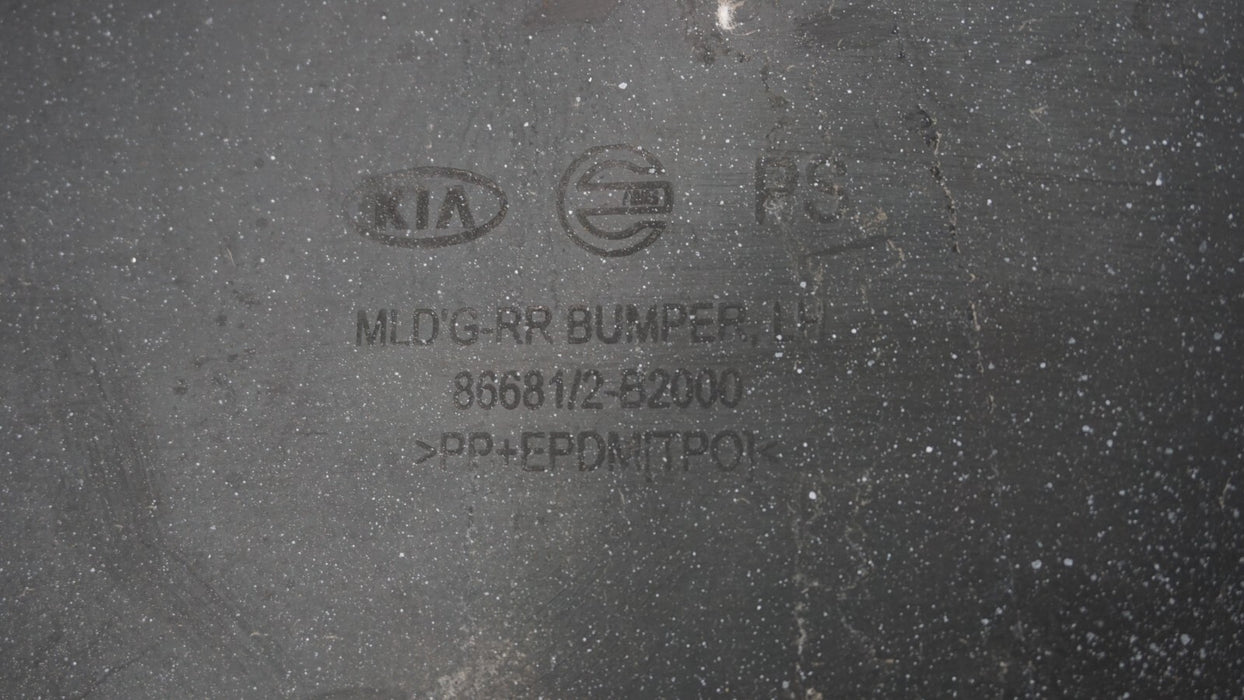 KIA PS
MLD'G-RR BUMPER, LH
86681/2-B2000
>PP+EPDM[TPO]<